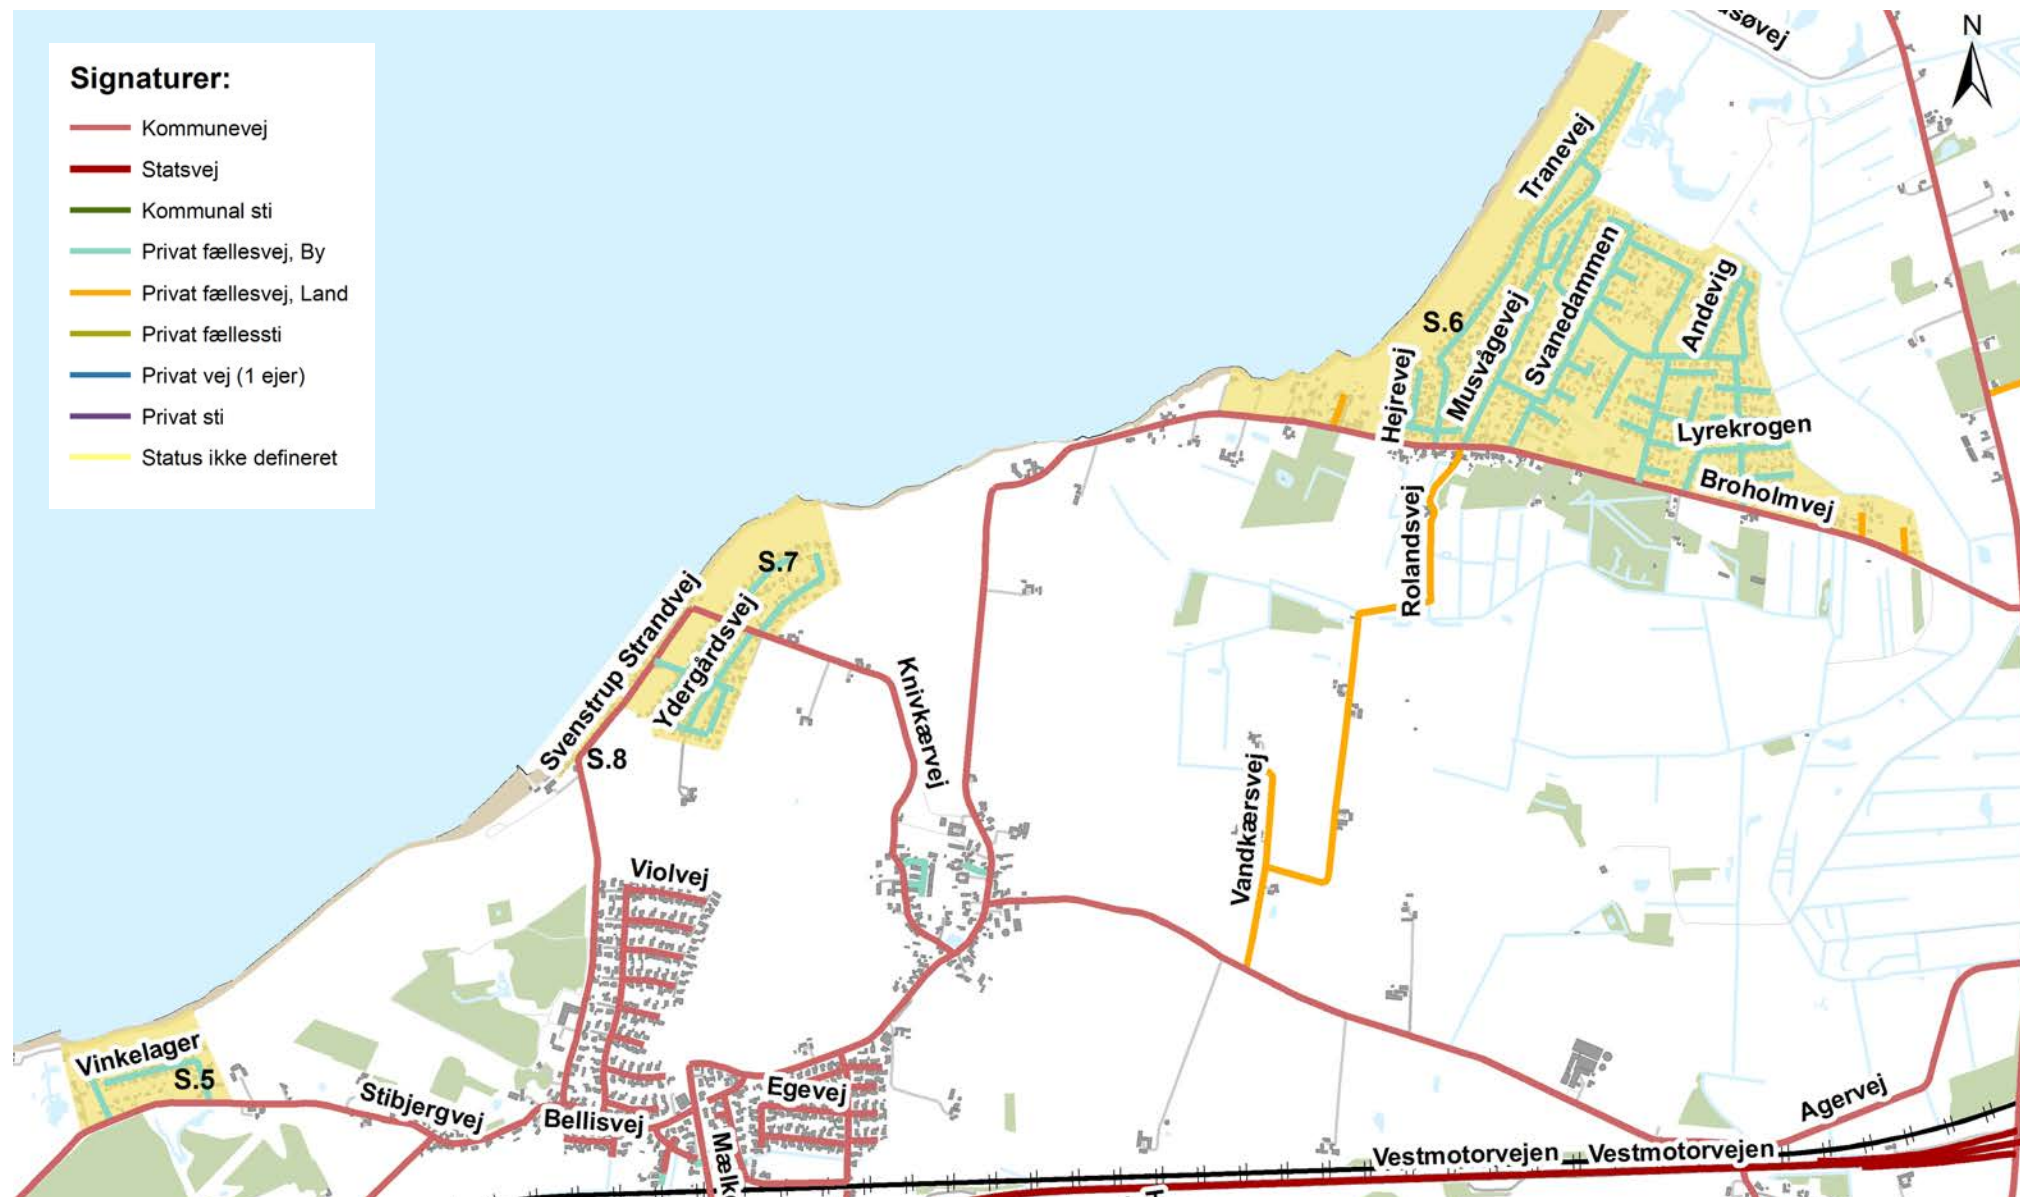 Signaturer:
Kommunevej
Statsvej
Kommunal sti
Privat fællesvej, By
Privat fællesvej, Land
Privat fællessti
Privat vej (1 ejer)
Privat sti
Status ikke defineret
N
Tranevej
Svanedammen
Andevig
S.6
Musvågevej
Hejrevej
Lyrekrogen
Broholmvej
Rolandsvej
S.7
Svenstrup Strandvej
Ydergårdsvej
S.8
Knivkærvej
Vandkærsvej
Violvej
Vinkelager
S.5
Stibjergvej
Bellisvej
Egevej
Agervej
Vestmotorvejen
Vestmotorvejen